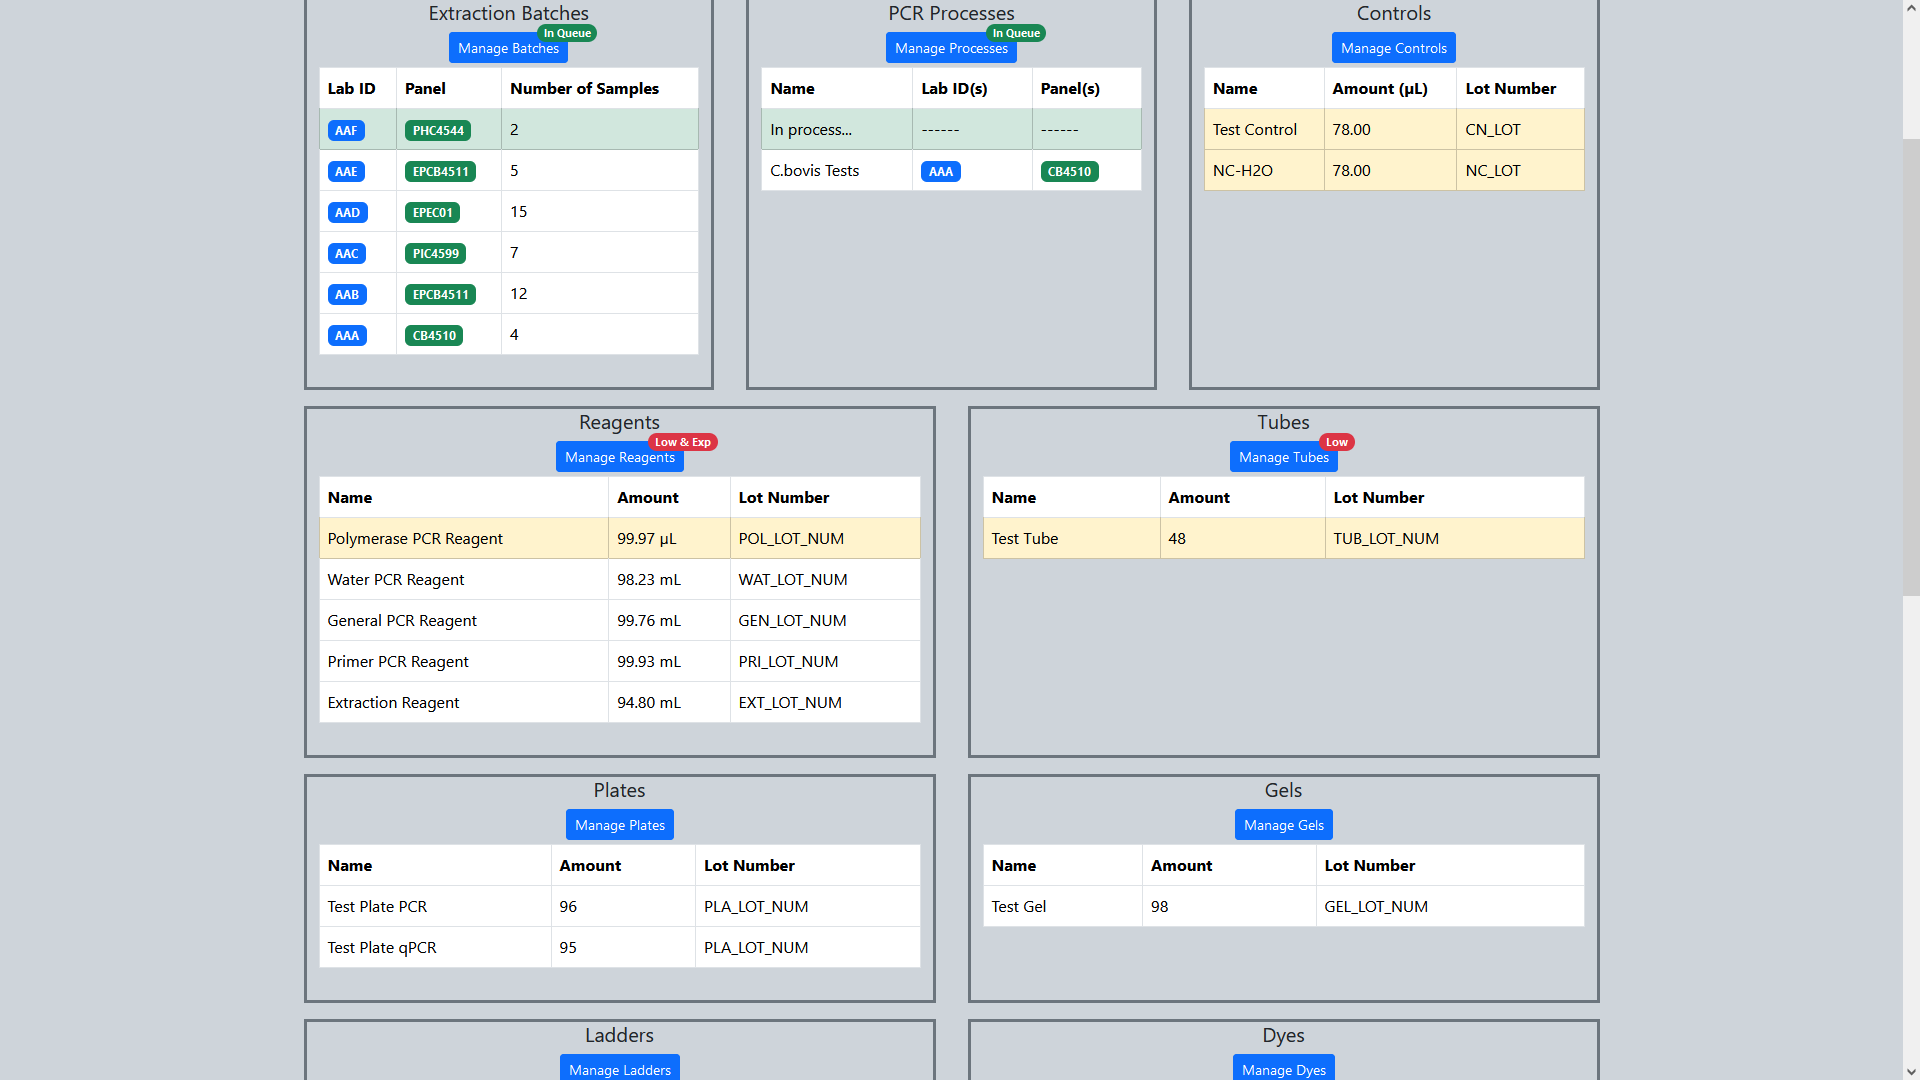 Extraction Batches
Manage Batches In Queue
Lab ID Panel Number of Samples
AAF PHC4544 2
AAE EPCB4511 5
AAD EPEC01 15
AAC PIC4599 7
AAB EPCB4511 12
AAA CB4510 4
PCR Processes
Manage Processes In Queue
Name Lab ID(s) Panel(s)
In process... ------ ------
C.bovis Tests AAA CB4510
Controls
Manage Controls
Name Amount (µL) Lot Number
Test Control 78.00 CN_LOT
NC-H2O 78.00 NC_LOT
Reagents
Manage Reagents Low & Exp
Name Amount Lot Number
Polymerase PCR Reagent 99.97 µL POL_LOT_NUM
Water PCR Reagent 98.23 mL WAT_LOT_NUM
General PCR Reagent 99.76 mL GEN_LOT_NUM
Primer PCR Reagent 99.93 mL PRI_LOT_NUM
Extraction Reagent 94.80 mL EXT_LOT_NUM
Tubes
Manage Tubes Low
Name Amount Lot Number
Test Tube 48 TUB_LOT_NUM
Plates
Manage Plates
Name Amount Lot Number
Test Plate PCR 96 PLA_LOT_NUM
Test Plate qPCR 95 PLA_LOT_NUM
Gels
Manage Gels
Name Amount Lot Number
Test Gel 98 GEL_LOT_NUM
Ladders
Manage Ladders
Dyes
Manage Dyes